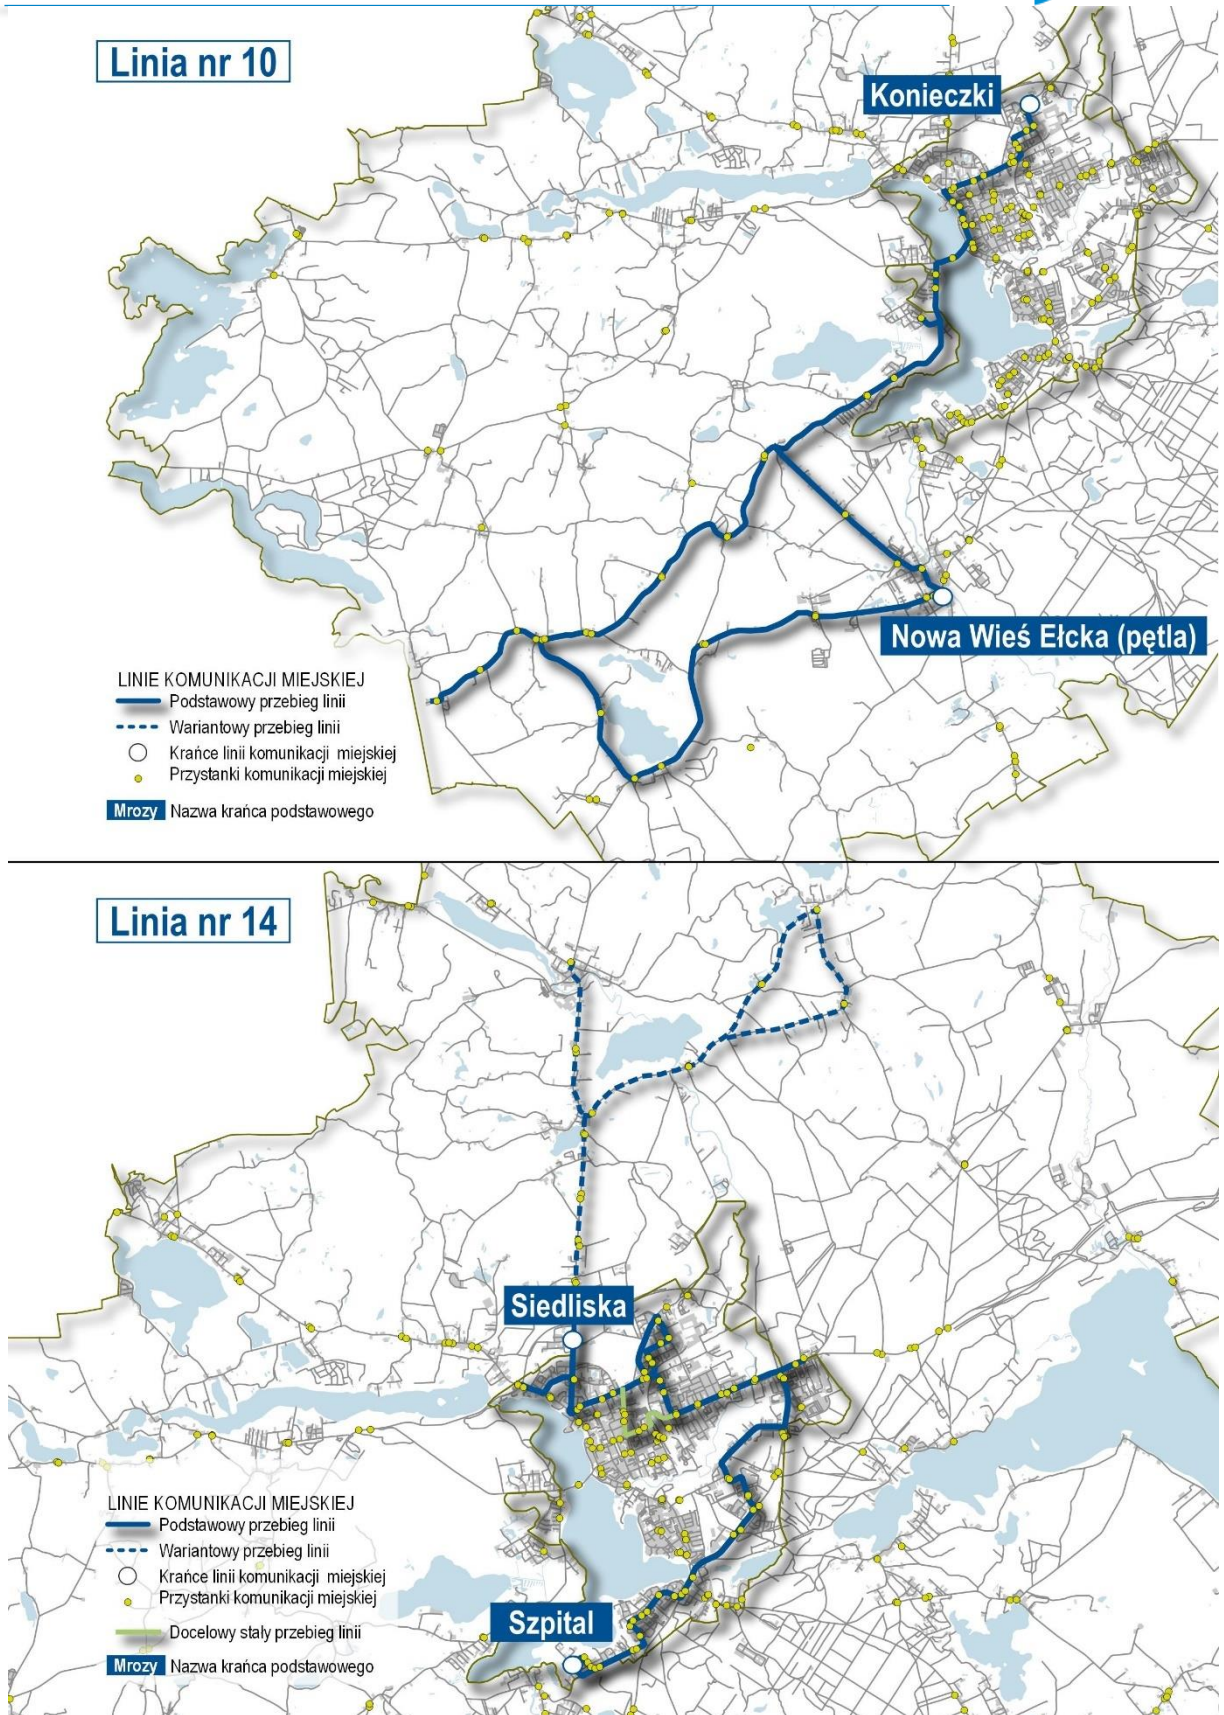 Linia nr 10
Konieczki
Nowa Wieś Ełcka (pętla)
LINIE KOMUNIKACJI MIEJSKIEJ
Podstawowy przebieg linii
Wariantowy przebieg linii
Krańce linii komunikacji miejskiej
Przystanki komunikacji miejskiej
Mrozy Nazwa krańca podstawowego
Linia nr 14
Siedliska
LINIE KOMUNIKACJI MIEJSKIEJ
Podstawowy przebieg linii
Wariantowy przebieg linii
Krańce linii komunikacji miejskiej
Przystanki komunikacji miejskiej
Szpital
Docelowy stały przebieg linii
Mrozy Nazwa krańca podstawowego